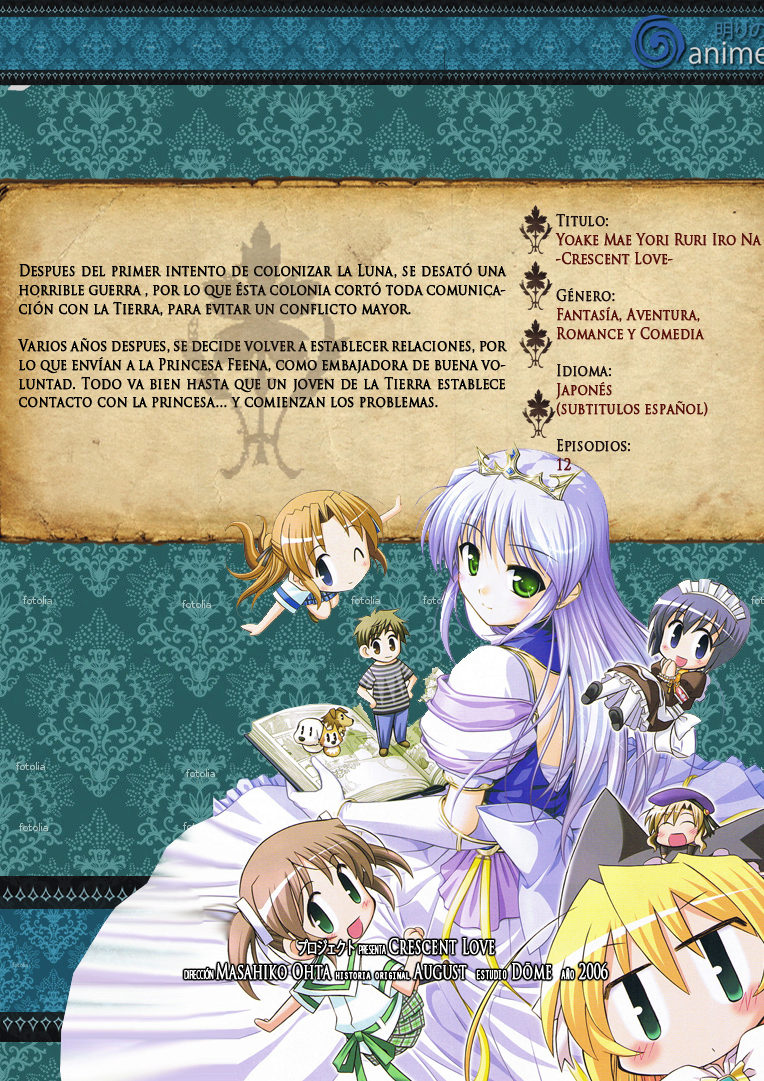 明りの
anime
DESPUES DEL PRIMER INTENTO DE COLONIZAR LA LUNA, SE DESATÓ UNA
HORRIBLE GUERRA , POR LO QUE ÉSTA COLONIA CORTÓ TODA COMUNICA-
CIÓN CON LA TIERRA, PARA EVITAR UN CONFLICTO MAYOR.
VARIOS AÑOS DESPUES, SE DECIDE VOLVER A ESTABLECER RELACIONES, POR
LO QUE ENVÍAN A LA PRINCESA FEENA, COMO EMBAJADORA DE BUENA VO-
LUNTAD. TODO VA BIEN HASTA QUE UN JOVEN DE LA TIERRA ESTABLECE
CONTACTO CON LA PRINCESA... Y COMIENZAN LOS PROBLEMAS.
TITULO:
YOAKE MAE YORI RURI IRO NA
-CRESCENT LOVE-
GÉNERO:
FANTASÍA, AVENTURA,
ROMANCE Y COMEDIA
IDIOMA:
JAPONÉS
(SUBTITULOS ESPAÑOL)
EPISODIOS:
12
fotolia
fotolia
fotolia
foto
fo
fotolia
fotolia
fotolia
プロジェクト PRESENTA CRESCENT LOVE
DIRECCIÓN MASAHIKO OHTA HISTORIA ORIGINAL AUGUST ESTUDIO DŌME AÑO 2006